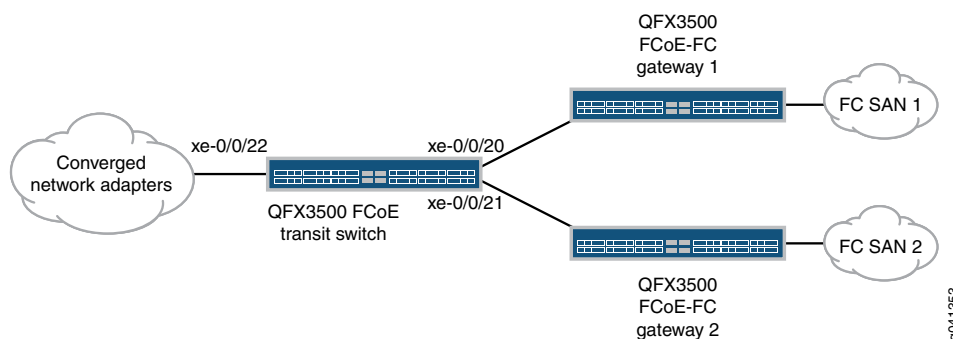 QFX3500
FCoE-FC
gateway 1
FC SAN 1
xe-0/0/22
xe-0/0/20
Converged
network adapters
xe-0/0/21
QFX3500 FCoE
transit switch
FC SAN 2
QFX3500
FCoE-FC
gateway 2
g041353